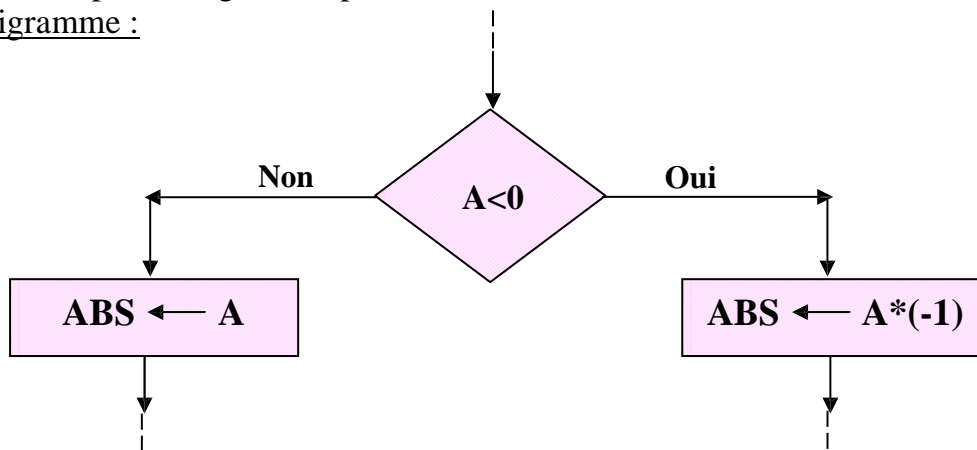 igramme :
Non
Oui
A<0
ABS ← A
ABS ← A*(-1)